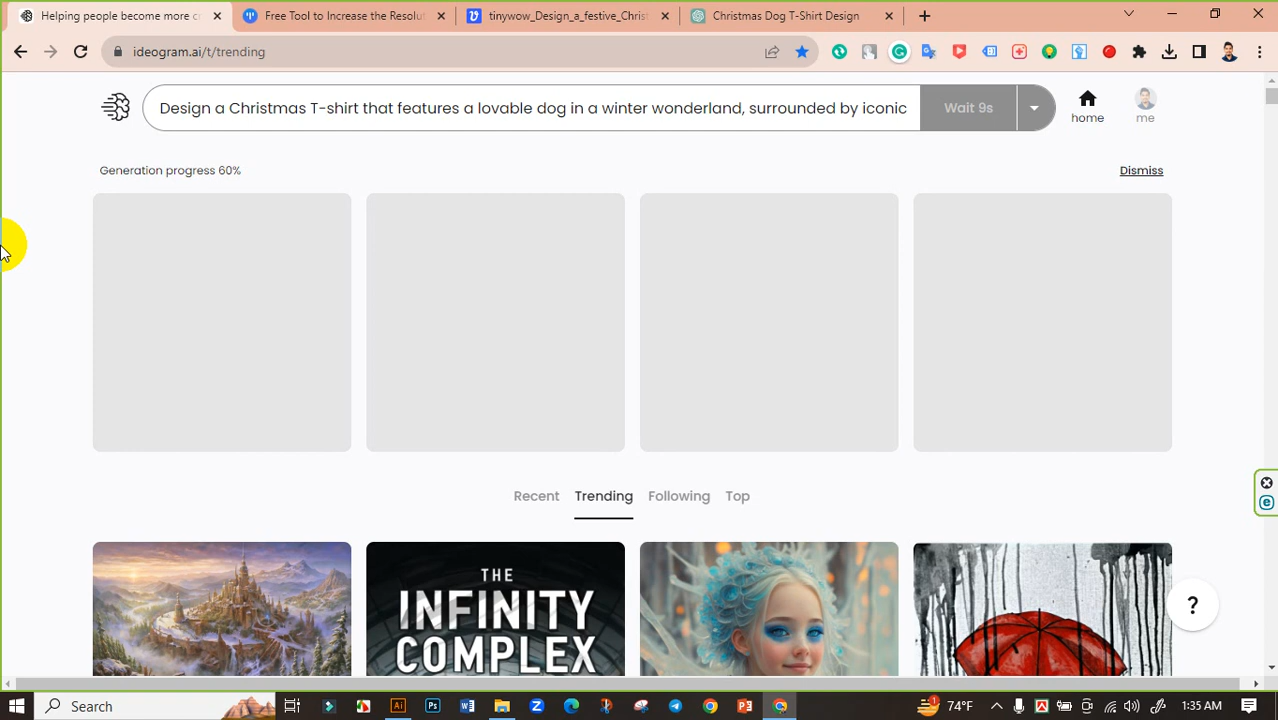 Helping people become more cr
Free Tool to Increase the Resolut
tinywow_Design_a_festive_Christ
Christmas Dog T-Shirt Design
ideogram.ai/t/trending
Design a Christmas T-shirt that features a lovable dog in a winter wonderland, surrounded by iconic
Wait 9s
home
me
Generation progress 60%
Dismiss
Recent
Trending
Following
Top
THE
INFINITY
COMPLEX
?
Search
74°F
1:35 AM